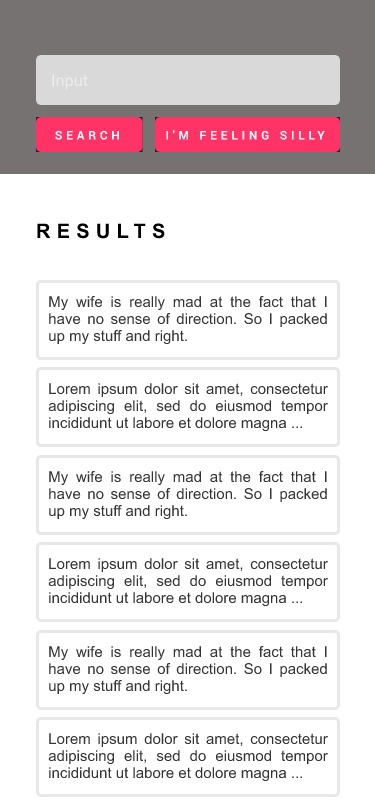 Input
SEARCH
I'M FEELING SILLY
RESULTS
My wife is really mad at the fact that I
have no sense of direction. So I packed
up my stuff and right.
Lorem ipsum dolor sit amet, consectetur
adipiscing elit, sed do eiusmod tempor
incididunt ut labore et dolore magna ...
My wife is really mad at the fact that I
have no sense of direction. So I packed
up my stuff and right.
Lorem ipsum dolor sit amet, consectetur
adipiscing elit, sed do eiusmod tempor
incididunt ut labore et dolore magna ...
My wife is really mad at the fact that I
have no sense of direction. So I packed
up my stuff and right.
Lorem ipsum dolor sit amet, consectetur
adipiscing elit, sed do eiusmod tempor
incididunt ut labore et dolore magna ...